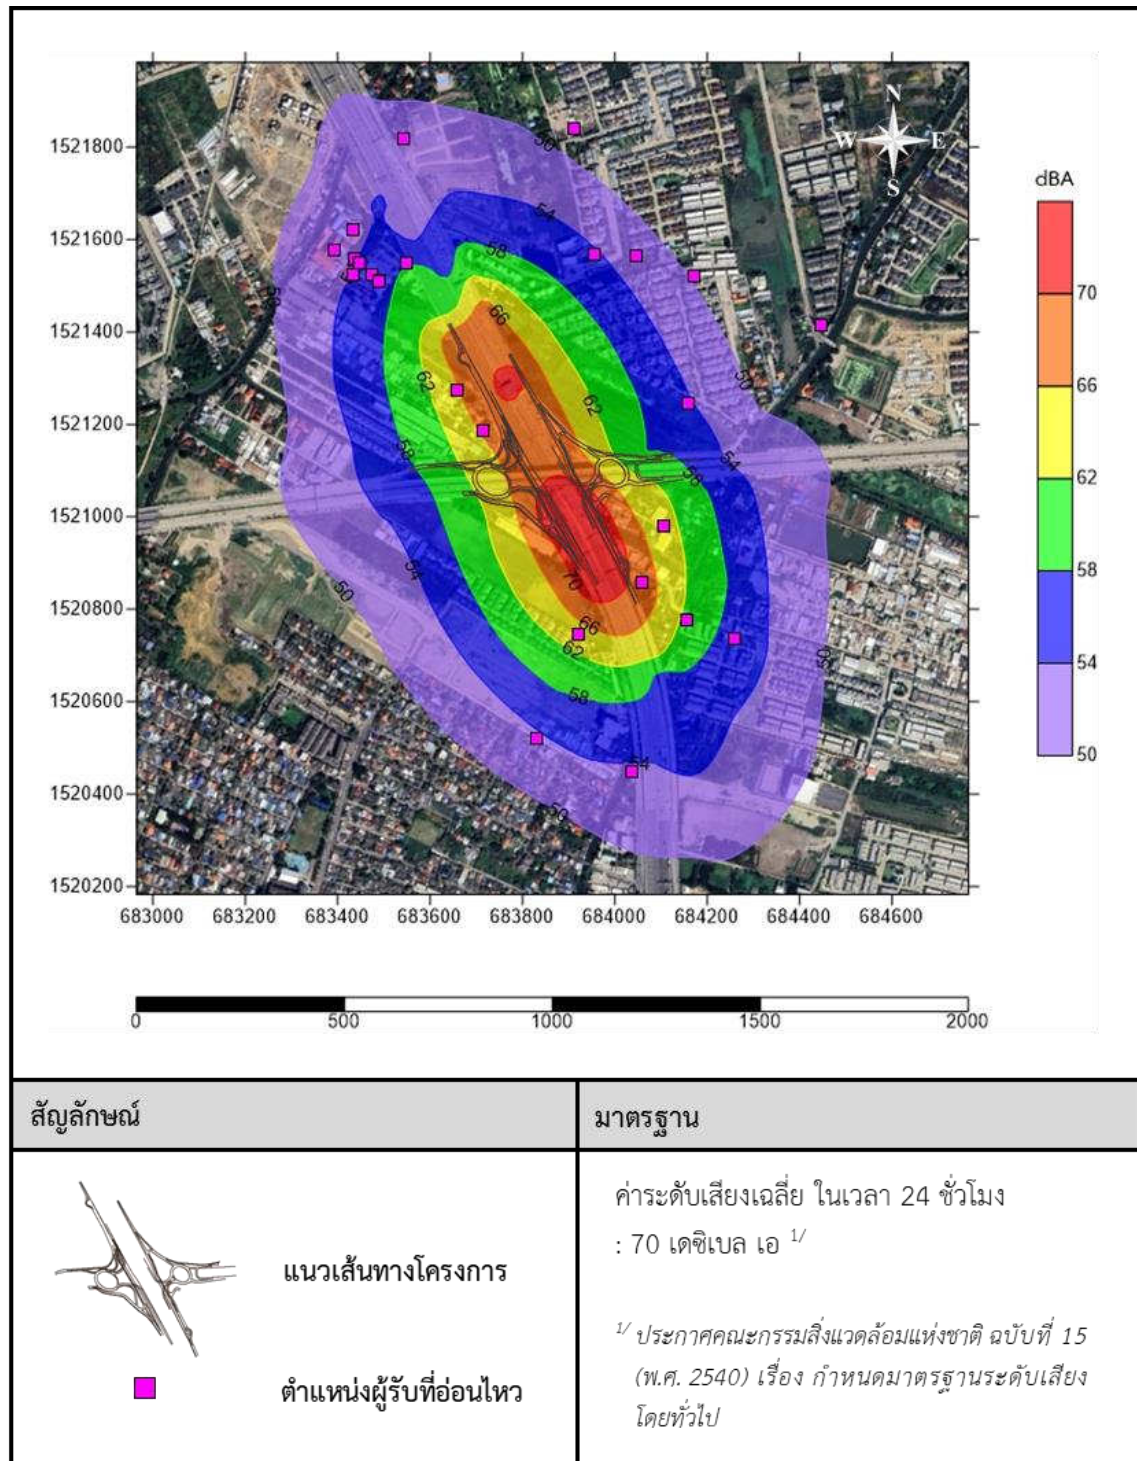 N
W E
S
dBA
70
66
62
58
54
50
1521800
1521600
1521400
1521200
1521000
1520800
1520600
1520400
1520200
683000 683200 683400 683600 683800 684000 684200 684400 684600
50
54
58
50
66
62
62
50
58
54
58
54
50
70
66
62
58
50
54
50
0 500 1000 1500 2000
สัญลักษณ์
มาตรฐาน
แนวเส้นทางโครงการ
ตำแหน่งผู้รับที่อ่อนไหว
ค่าระดับเสียงเฉลี่ย ในเวลา 24 ชั่วโมง
: 70 เดซิเบล เอ 1/
1/ ประกาศคณะกรรมสิ่งแวดล้อมแห่งชาติ ฉบับที่ 15
(พ.ศ. 2540) เรื่อง กำหนดมาตรฐานระดับเสียง
โดยทั่วไป